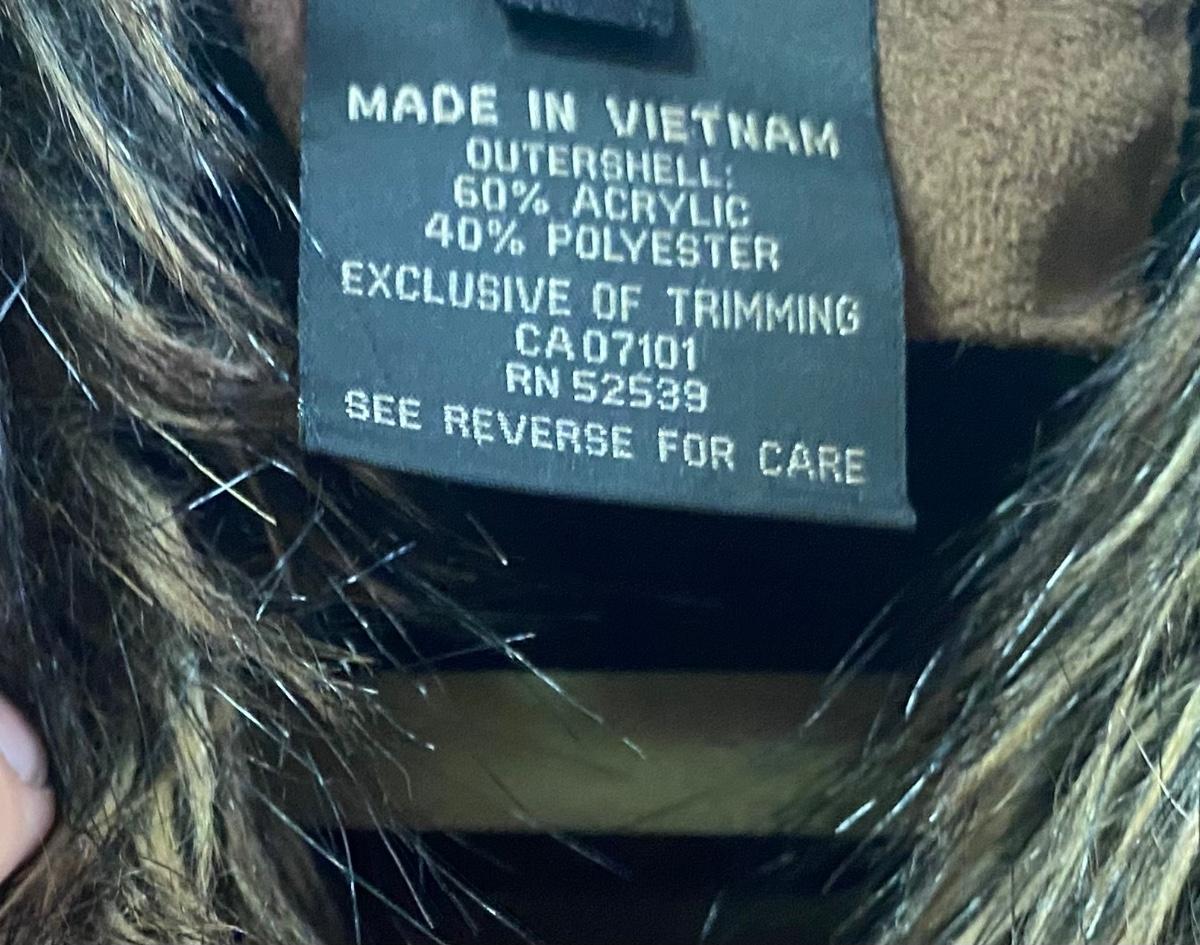 MADE IN VIETNAM
OUTERSHELL:
60% ACRYLIC
40% POLYESTER
EXCLUSIVE OF TRIMMING
CA07101
RN 52539
SEE REVERSE FOR CARE